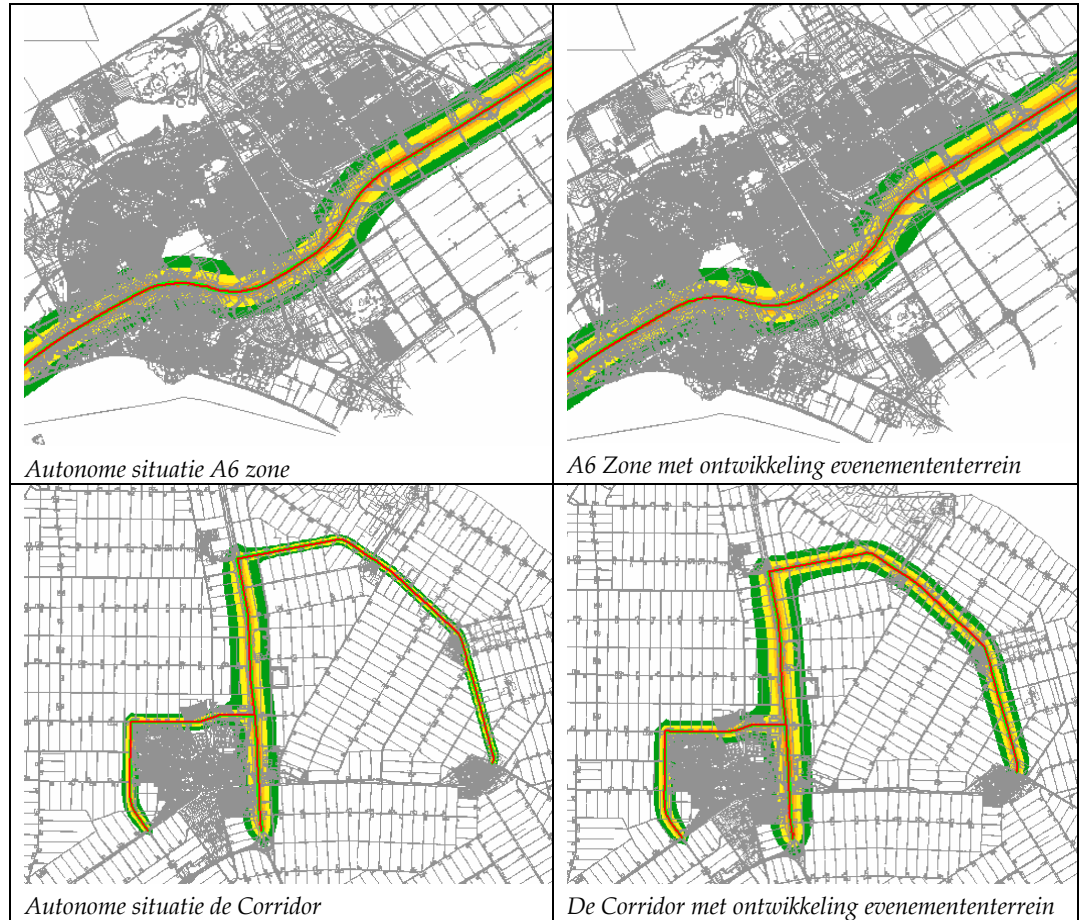 Autonome situatie A6 zone
A6 Zone met ontwikkeling evenemententerrein
Autonome situatie de Corridor
De Corridor met ontwikkeling evenemententerrein